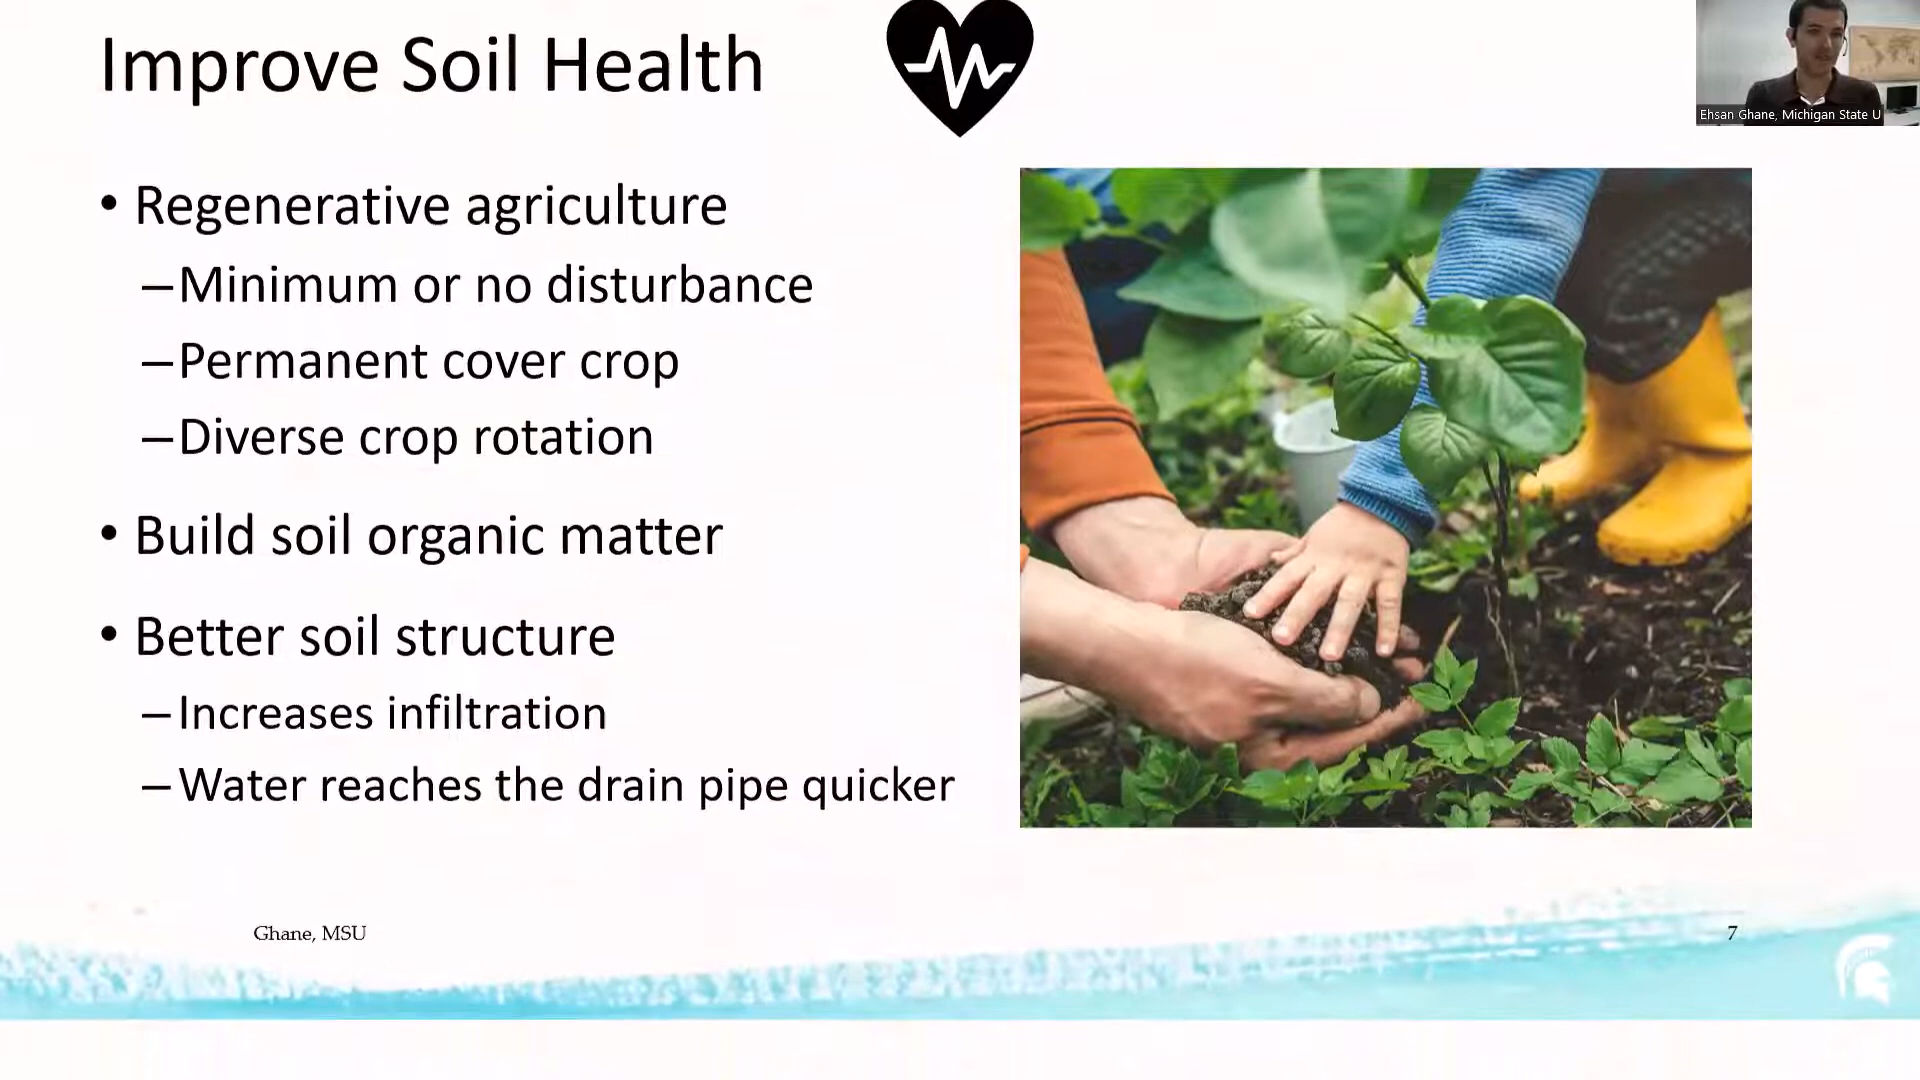 Improve Soil Health
Ehsan Ghane, Michigan State U
• Regenerative agriculture
–Minimum or no disturbance
–Permanent cover crop
–Diverse crop rotation
• Build soil organic matter
• Better soil structure
–Increases infiltration
–Water reaches the drain pipe quicker
Ghane, MSU
7